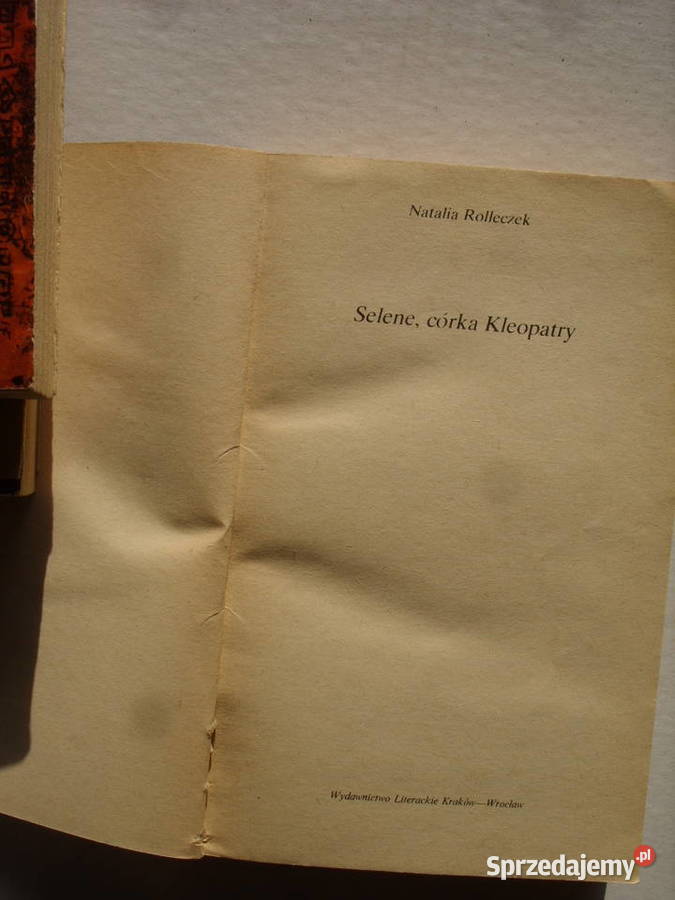 Natalia Rolleczek
Selene, córka Kleopatry
Wydawnictwo Literackie Kraków—Wrocław
Sprzedajemy.pl